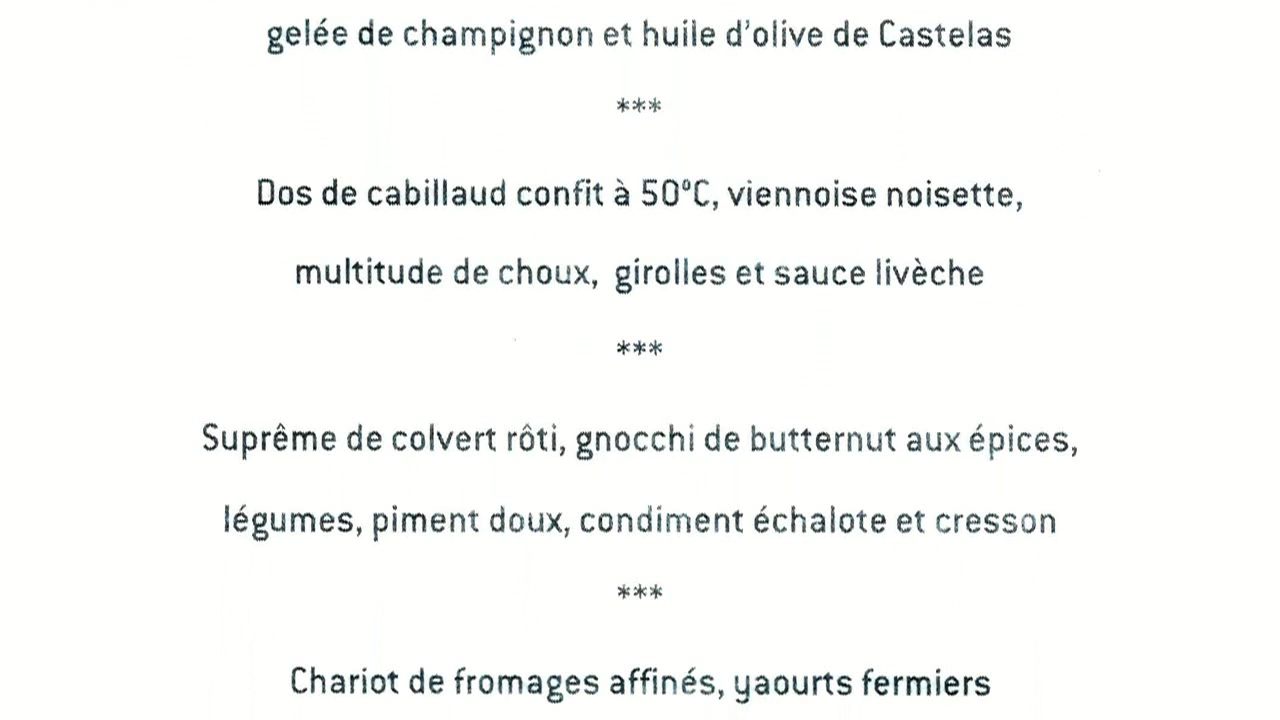 gelée de champignon et huile d'olive de Castelas
***
Dos de cabillaud confit à 50°C, viennoise noisette,
multitude de choux, girolles et sauce livèche
***
Suprême de colvert rôti, gnocchi de butternut aux épices,
légumes, piment doux, condiment échalote et cresson
***
Chariot de fromages affinés, yaourts fermiers